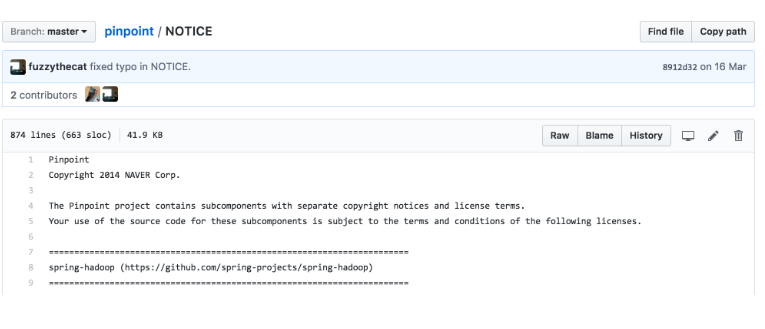 Branch: master
pinpoint / NOTICE
Find file
Copy path
fuzzythecat fixed typo in NOTICE.
8912d32 on 16 Mar
2 contributors
874 lines (663 sloc) 41.9 KB
Raw
Blame
History
1 Pinpoint
2 Copyright 2014 NAVER Corp.
3
4 The Pinpoint project contains subcomponents with separate copyright notices and license terms.
5 Your use of the source code for these subcomponents is subject to the terms and conditions of the following licenses.
6
7 ===========================================================================
8 spring-hadoop (https://github.com/spring-projects/spring-hadoop)
9 ===========================================================================